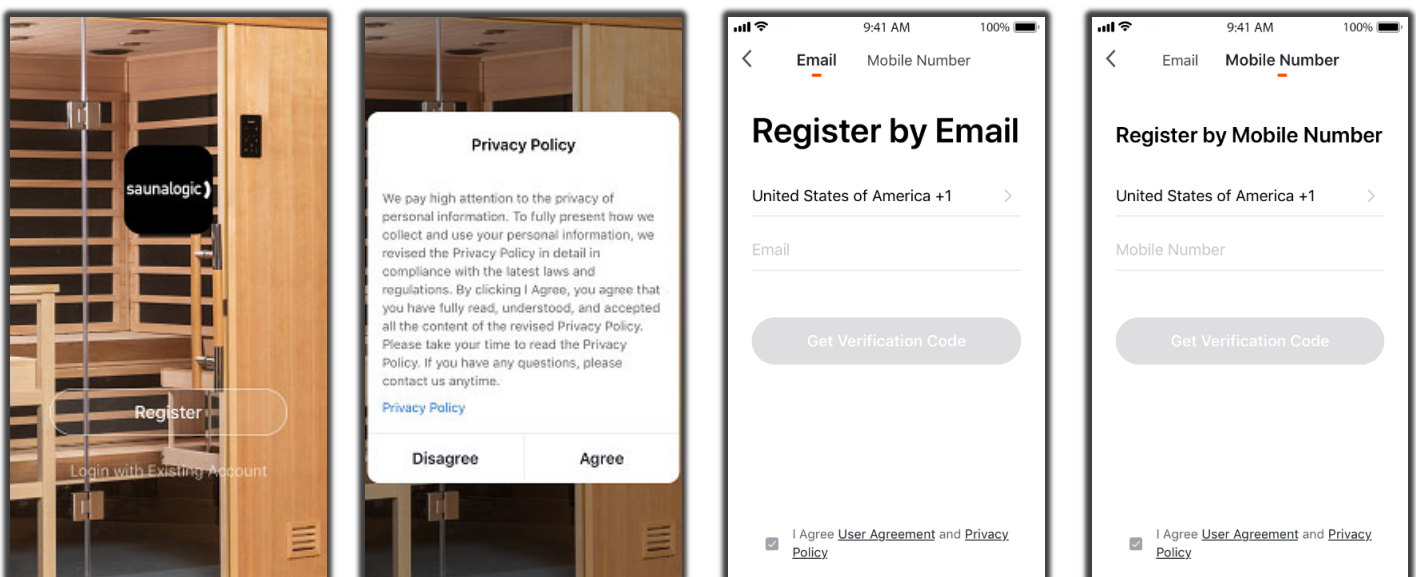 saunalogic
Register
Login with Existing Account
Privacy Policy
We pay high attention to the privacy of
personal information. To fully present how we
collect and use your personal information, we
revised the Privacy Policy in detail in
compliance with the latest laws and
regulations. By clicking I Agree, you agree that
you have fully read, understood, and accepted
all the content of the revised Privacy Policy.
Please take your time to read the Privacy
Policy. If you have any questions, please
contact us anytime.
Privacy Policy
Disagree Agree
9:41 AM 100%
Email Mobile Number
Register by Email
United States of America +1
Email
Get Verification Code
I Agree User Agreement and Privacy
Policy
9:41 AM 100%
Email Mobile Number
Register by Mobile Number
United States of America +1
Mobile Number
Get Verification Code
I Agree User Agreement and Privacy
Policy